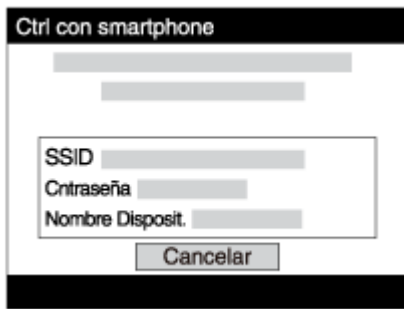 Ctrl con smartphone
SSID
Cntraseña
Nombre Disposit.
Cancelar